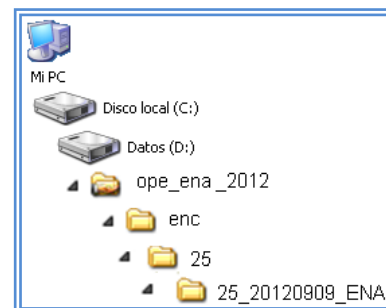 Mi PC
Disco local (C:)
Datos (D:)
ope_ena _2012
enc
25
25_20120909_ENA